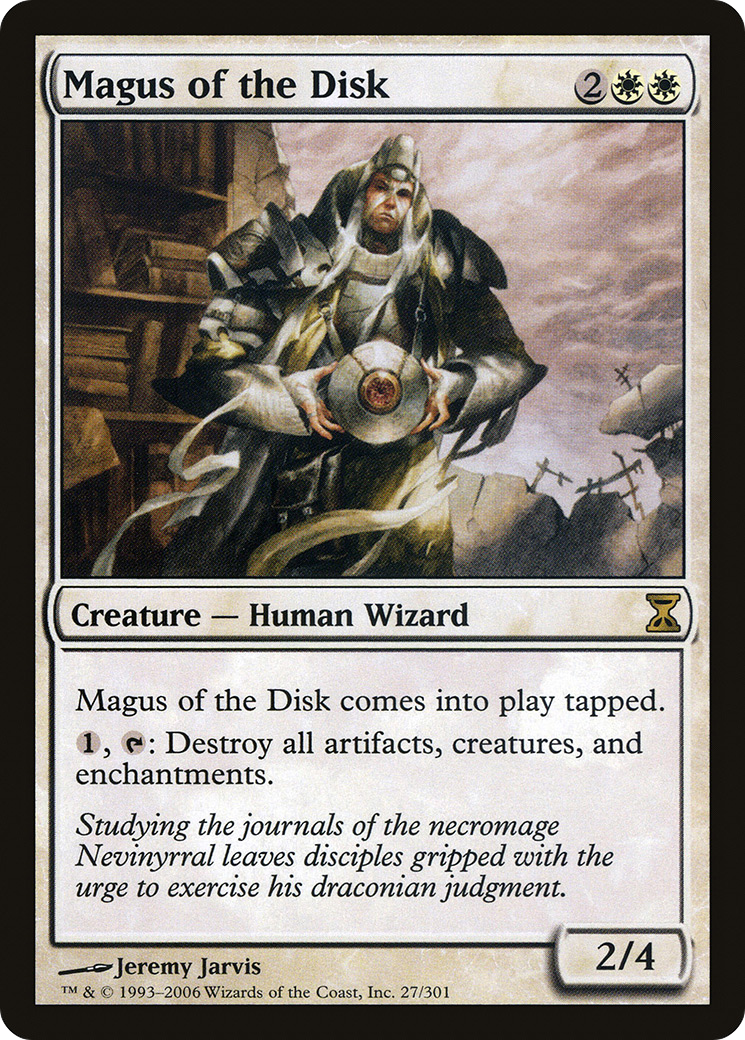 Magus of the Disk 2
Creature — Human Wizard
Magus of the Disk comes into play tapped.
1, : Destroy all artifacts, creatures, and
enchantments.
Studying the journals of the necromage
Nevinyrral leaves disciples gripped with the
urge to exercise his draconian judgment.
2/4
Jeremy Jarvis
™ & © 1993–2006 Wizards of the Coast, Inc. 27/301